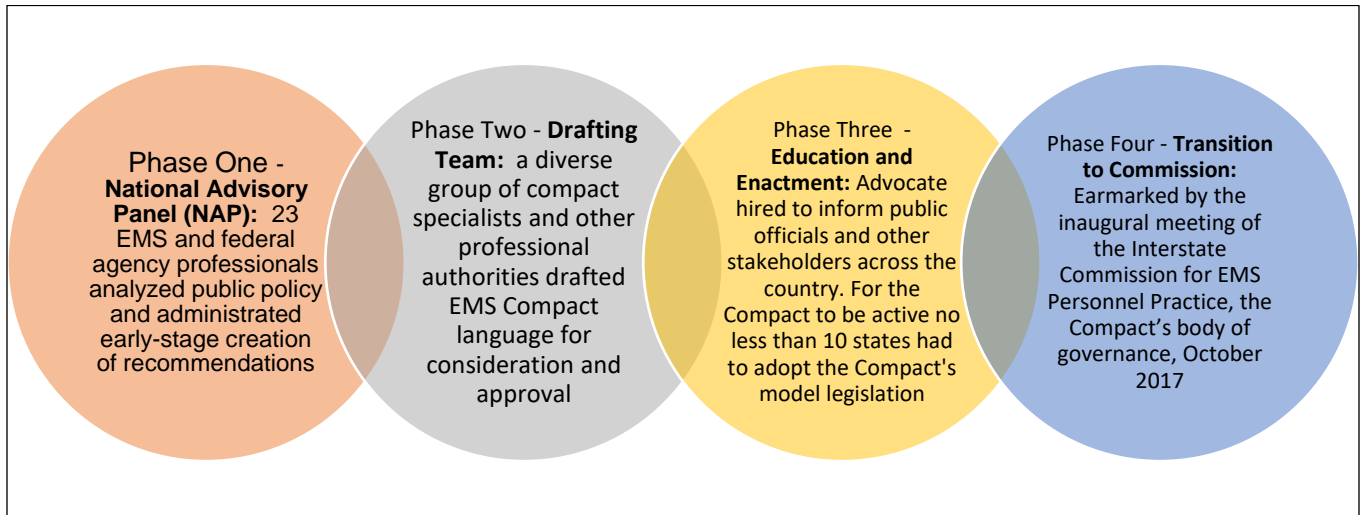 Phase One -
National Advisory
Panel (NAP): 23
EMS and federal
agency professionals
analyzed public policy
and administrated
early-stage creation
of recommendations
Phase Two - Drafting
Team: a diverse
group of compact
specialists and other
professional
authorities drafted
EMS Compact
language for
consideration and
approval
Phase Three -
Education and
Enactment: Advocate
hired to inform public
officials and other
stakeholders across the
country. For the
Compact to be active no
less than 10 states had
to adopt the Compact's
model legislation
Phase Four - Transition
to Commission:
Earmarked by the
inaugural meeting of
the Interstate
Commission for EMS
Personnel Practice, the
Compact’s body of
governance, October
2017